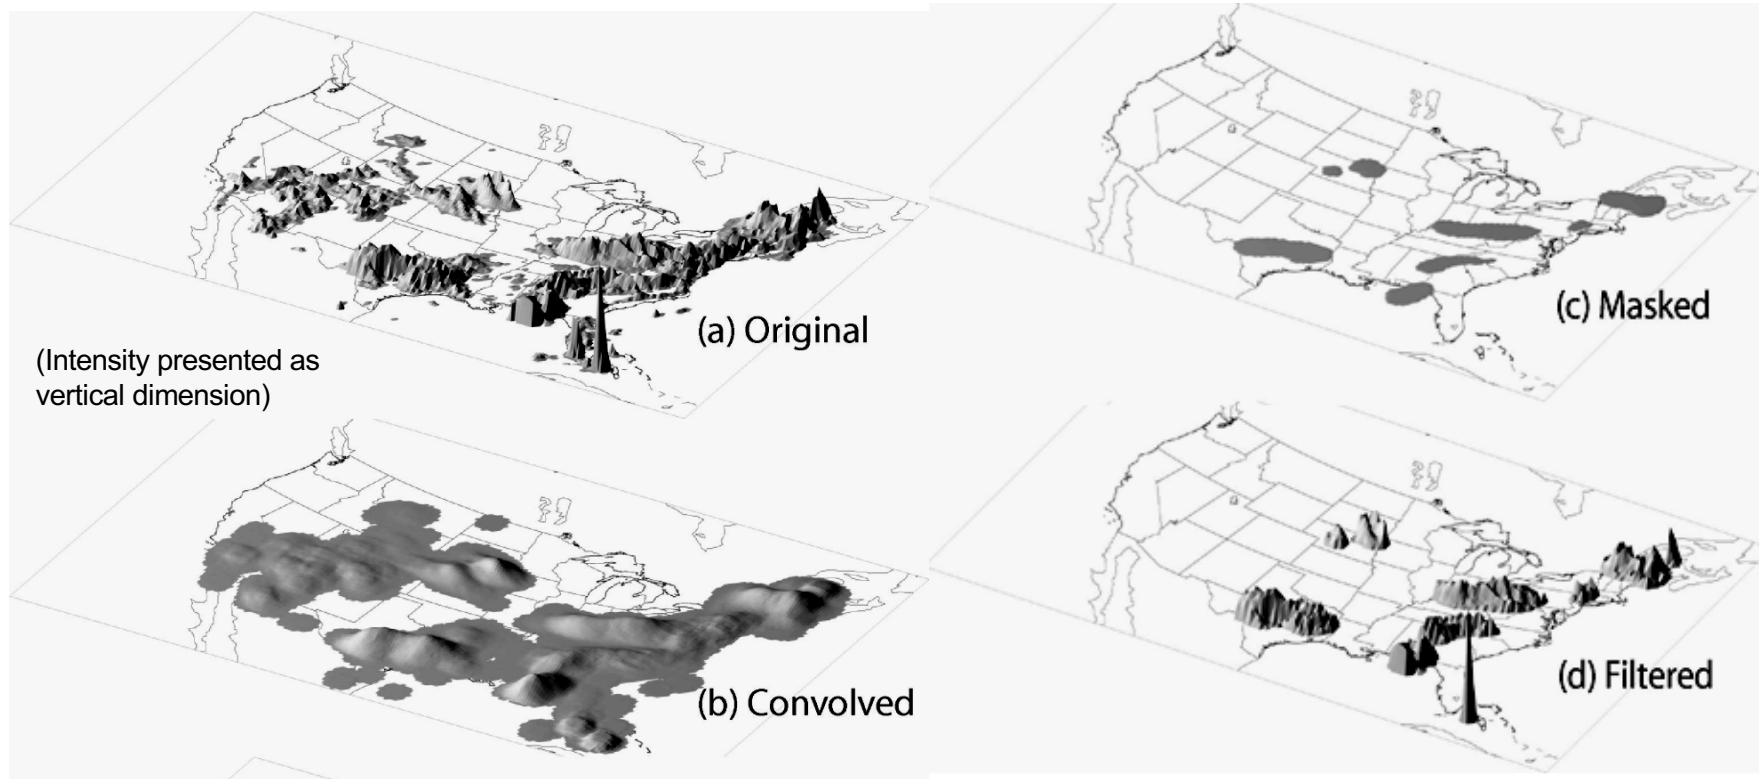 (a) Original
(c) Masked
(Intensity presented as
vertical dimension)
(b) Convolved
(d) Filtered